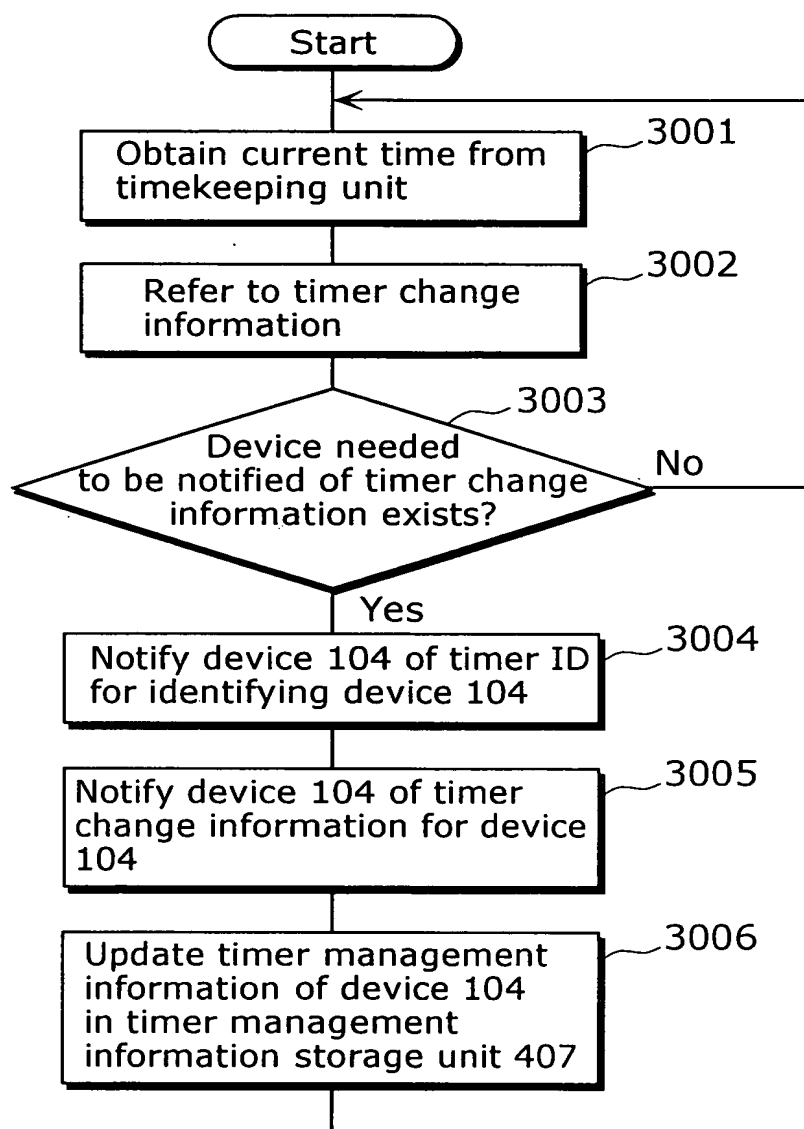 Start
3001
Obtain current time from
timekeeping unit
3002
Refer to timer change
information
3003
Device needed
to be notified of timer change
information exists?
No
Yes
3004
Notify device 104 of timer ID
for identifying device 104
3005
Notify device 104 of timer
change information for device
104
3006
Update timer management
information of device 104
in timer management
information storage unit 407